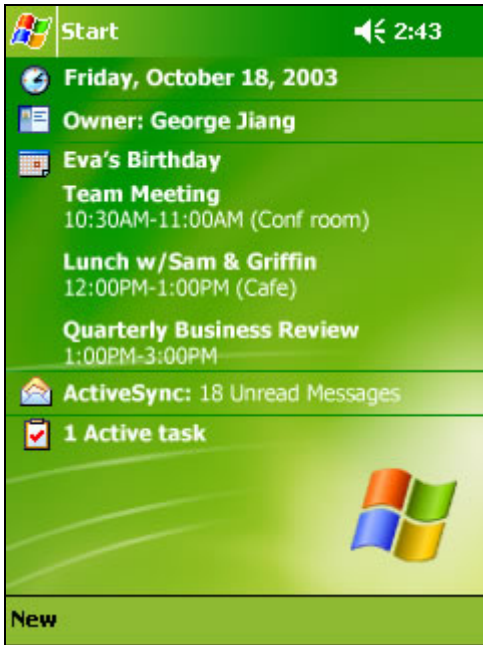 Start 2:43
Friday, October 18, 2003
Owner: George Jiang
Eva's Birthday
Team Meeting
10:30AM-11:00AM (Conf room)
Lunch w/Sam & Griffin
12:00PM-1:00PM (Cafe)
Quarterly Business Review
1:00PM-3:00PM
ActiveSync: 18 Unread Messages
1 Active task
New